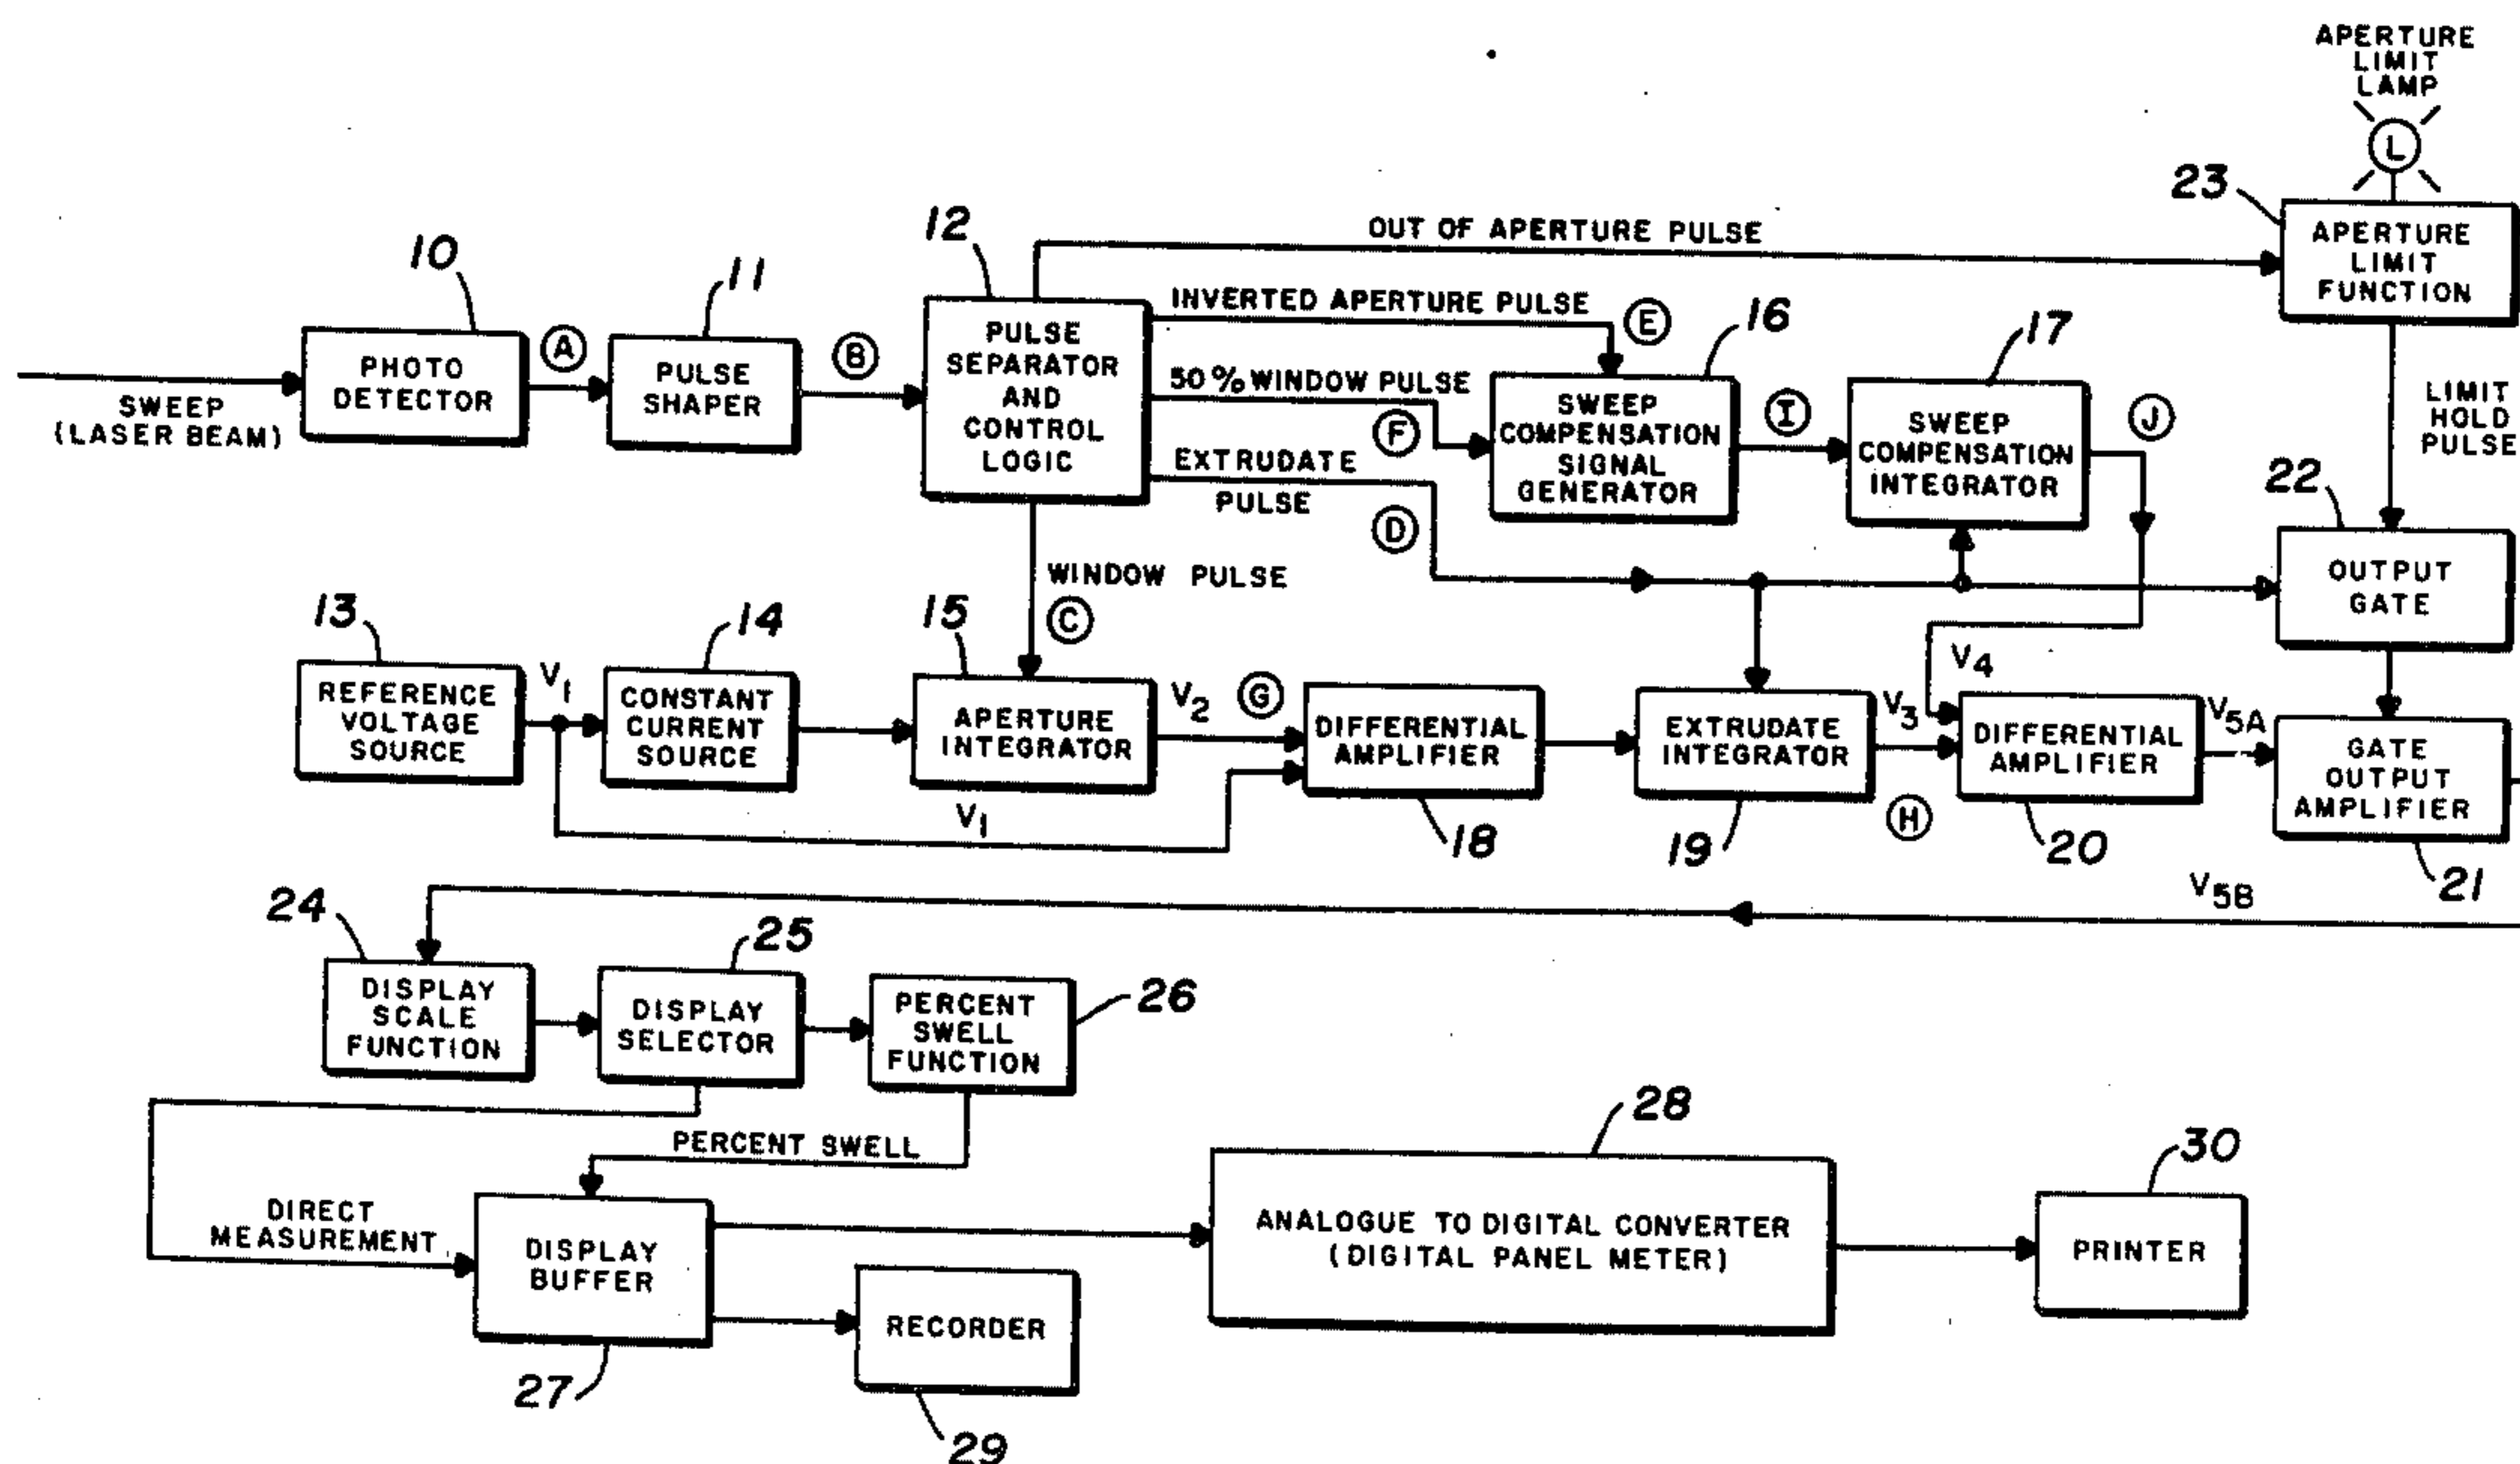 APERTURE
LIMIT
LAMP
L
23
APERTURE
LIMIT
FUNCTION
12
OUT OF APERTURE PULSE
10
11
INVERTED APERTURE PULSE
E
16
17
PHOTO
DETECTOR
A
PULSE
SHAPER
B
PULSE
SEPARATOR
AND
CONTROL
LOGIC
50% WINDOW PULSE
F
SWEEP
COMPENSATION
SIGNAL
GENERATOR
I
SWEEP
COMPENSATION
INTEGRATOR
J
LIMIT
HOLD
PULSE
SWEEP
(LASER BEAM)
EXTRUDATE
PULSE
D
22
OUTPUT
GATE
WINDOW PULSE
C
13
14
15
REFERENCE
VOLTAGE
SOURCE
V1
CONSTANT
CURRENT
SOURCE
APERTURE
INTEGRATOR
V2
G
DIFFERENTIAL
AMPLIFIER
EXTRUDATE
INTEGRATOR
V3
V4
DIFFERENTIAL
AMPLIFIER
V5A
GATE
OUTPUT
AMPLIFIER
V1
18
19
H
20
21
V5B
24
25
26
DISPLAY
SCALE
FUNCTION
DISPLAY
SELECTOR
PERCENT
SWELL
FUNCTION
PERCENT SWELL
28
30
DIRECT
MEASUREMENT
DISPLAY
BUFFER
ANALOGUE TO DIGITAL CONVERTER
(DIGITAL PANEL METER)
PRINTER
RECORDER
27
29